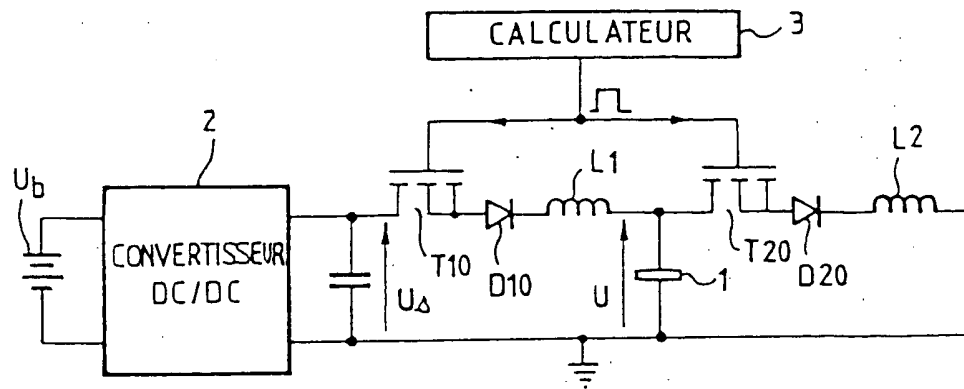 CALCULATEUR
3
2
L1
L2
Ub
CONVERTISSEUR
DC/DC
T10
T20
D10
D20
Us
U
1